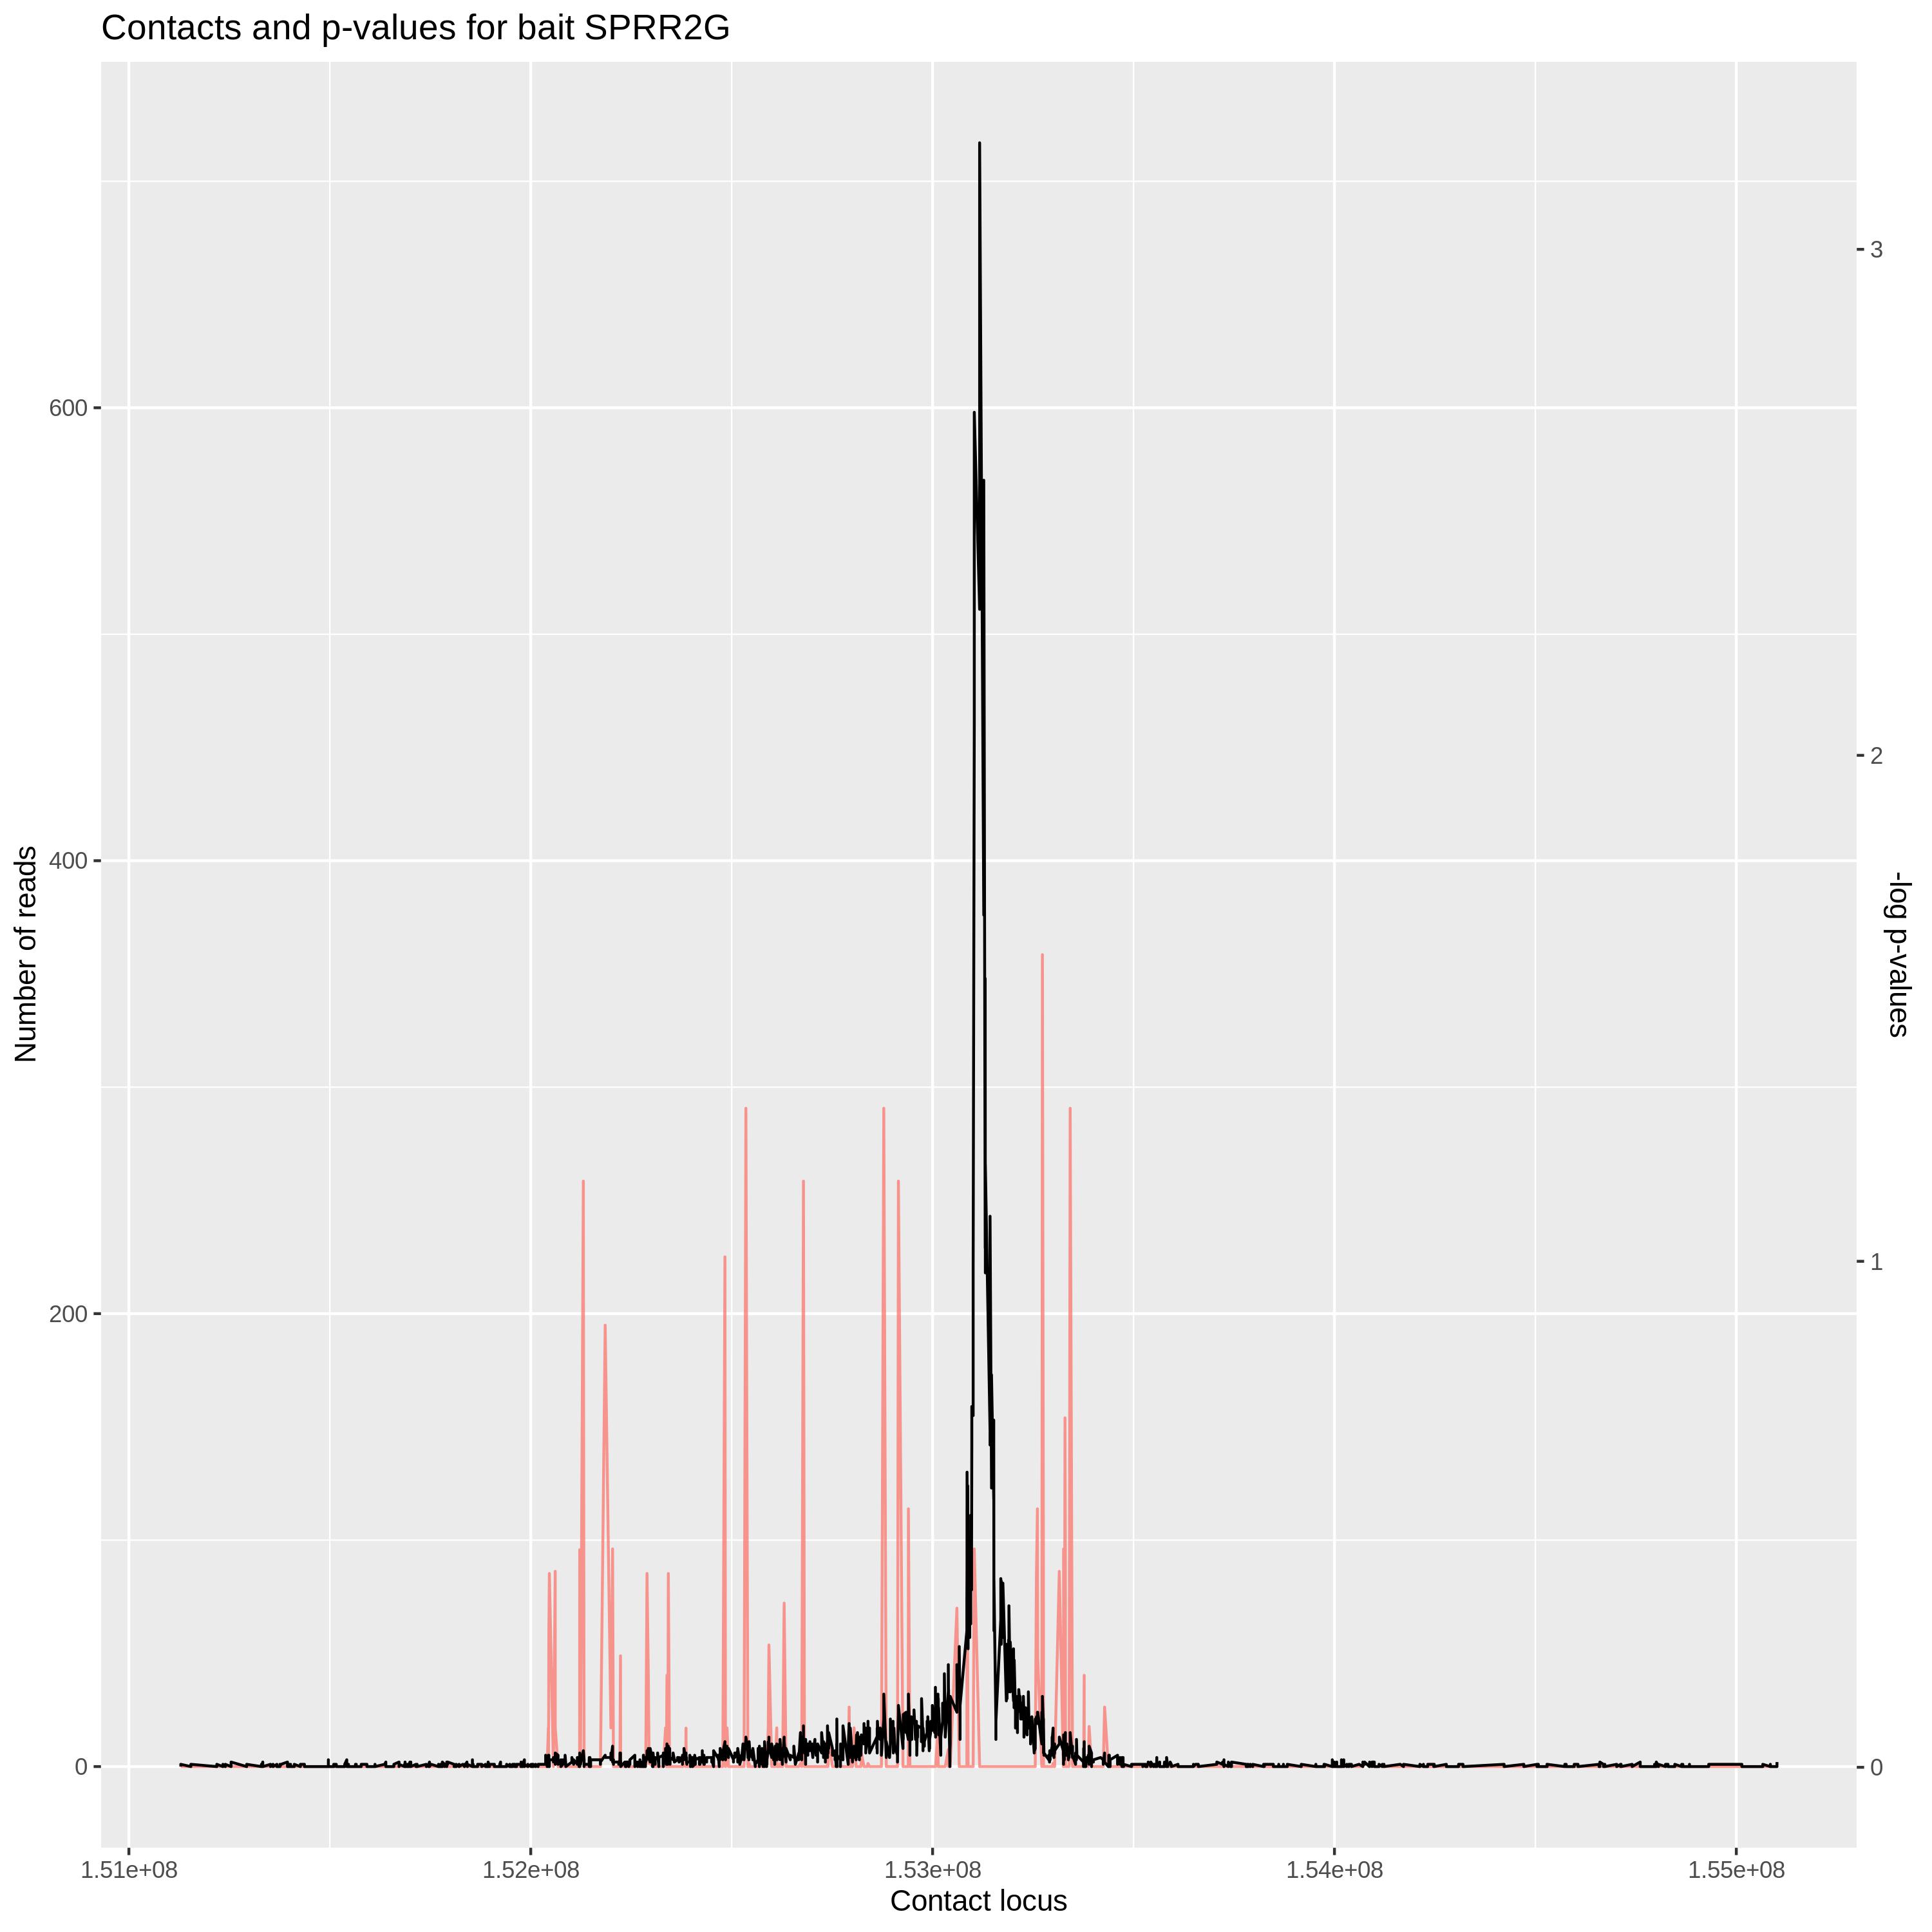 Contacts and p-values for bait SPRR2G
600
400
200
0
Number of reads
3
2
1
0
-log p-values
1.51e+08
1.52e+08
1.53e+08
1.54e+08
1.55e+08
Contact locus